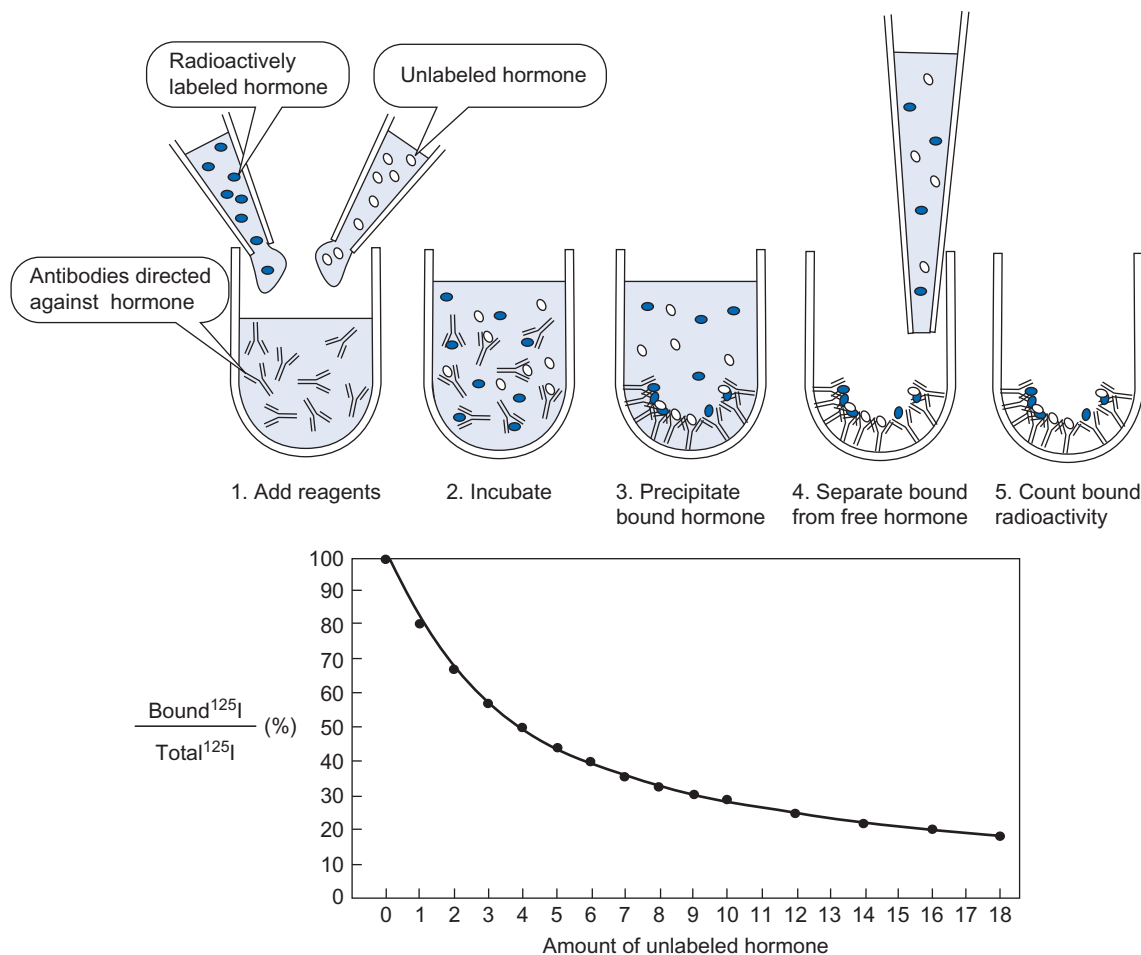 Radioactively
labeled hormone
Unlabeled hormone
Antibodies directed
against hormone
1. Add reagents
2. Incubate
3. Precipitate
bound hormone
4. Separate bound
from free hormone
5. Count bound
radioactivity
100
90
80
70
60
50
40
30
20
10
0
Bound125I
Total125I
(%)
0 1 2 3 4 5 6 7 8 9 10 11 12 13 14 15 16 17 18
Amount of unlabeled hormone